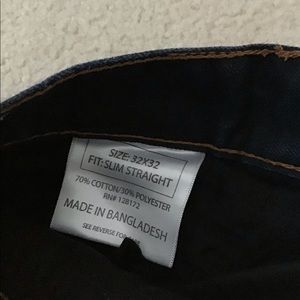 SIZE: 32X32
FIT: SLIM STRAIGHT
70% COTTON/30% POLYESTER
RN# 128172
MADE IN BANGLADESH
SEE REVERSE FOR